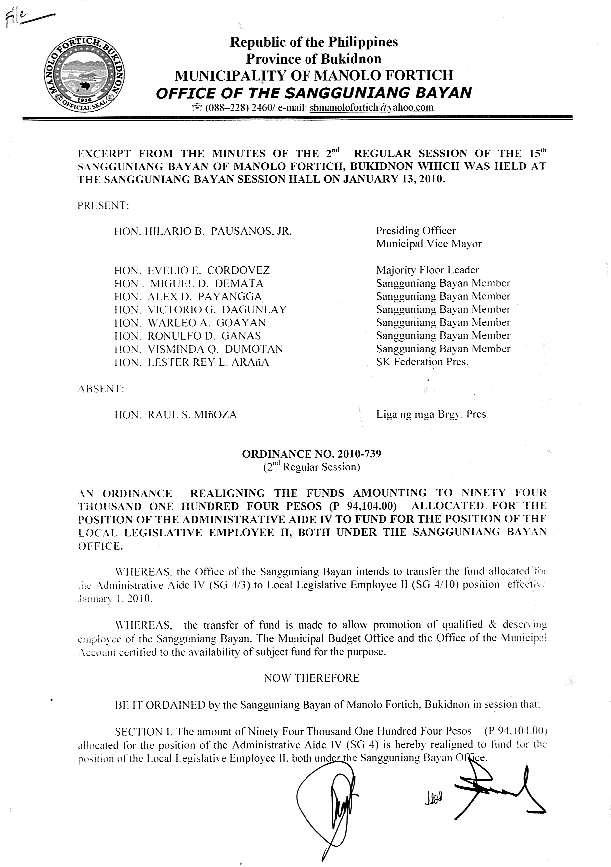 File
MANOLO FORTICH, BUKIDNON
OFFICIAL SEAL
Republic of the Philippines
Province of Bukidnon
MUNICIPALITY OF MANOLO FORTICH
OFFICE OF THE SANGGUNIANG BAYAN
☏ (088-228) 2460/ e-mail: sbmanolofortich@yahoo.com
EXCERPT FROM THE MINUTES OF THE 2nd REGULAR SESSION OF THE 15th
SANGGUNIANG BAYAN OF MANOLO FORTICH, BUKIDNON WHICH WAS HELD AT
THE SANGGUNIANG BAYAN SESSION HALL ON JANUARY 13, 2010.
PRESENT:
HON. HILARIO B. PAUSANOS, JR. Presiding Officer
Municipal Vice Mayor
HON. EVELIO E. CORDOVEZ Majority Floor Leader
HON. MIGUEL D. DEMATA Sangguniang Bayan Member
HON. ALEX D. PAYANGGA Sangguniang Bayan Member
HON. VICTORIO G. DAGUNLAY Sangguniang Bayan Member
HON. WARLEO A. GOAYAN Sangguniang Bayan Member
HON. RONULFO D. GANAS Sangguniang Bayan Member
HON. VISMINDA Q. DUMOTAN Sangguniang Bayan Member
HON. LESTER REY L. ARAñA SK Federation Pres.
ABSENT:
HON. RAUL S. MIñOZA Liga ng mga Brgy. Pres.
ORDINANCE NO. 2010-739
(2nd Regular Session)
AN ORDINANCE REALIGNING THE FUNDS AMOUNTING TO NINETY FOUR
THOUSAND ONE HUNDRED FOUR PESOS (P 94,104.00) ALLOCATED FOR THE
POSITION OF THE ADMINISTRATIVE AIDE IV TO FUND FOR THE POSITION OF THE
LOCAL LEGISLATIVE EMPLOYEE II, BOTH UNDER THE SANGGUNIANG BAYAN
OFFICE.
WHEREAS, the Office of the Sangguniang Bayan intends to transfer the fund allocated for
the Administrative Aide IV (SG 4/3) to Local Legislative Employee II (SG 4/10) position effective
January 1, 2010.
WHEREAS, the transfer of fund is made to allow promotion of qualified & deserving
employee of the Sangguniang Bayan. The Municipal Budget Office and the Office of the Municipal
Account certified to the availability of subject fund for the purpose.
NOW THEREFORE
BE IT ORDAINED by the Sangguniang Bayan of Manolo Fortich, Bukidnon in session that:
SECTION I. The amount of Ninety Four Thousand One Hundred Four Pesos (P 94,104.00)
allocated for the position of the Administrative Aide IV (SG 4) is hereby realigned to fund for the
position of the Local Legislative Employee II, both under the Sangguniang Bayan Office.